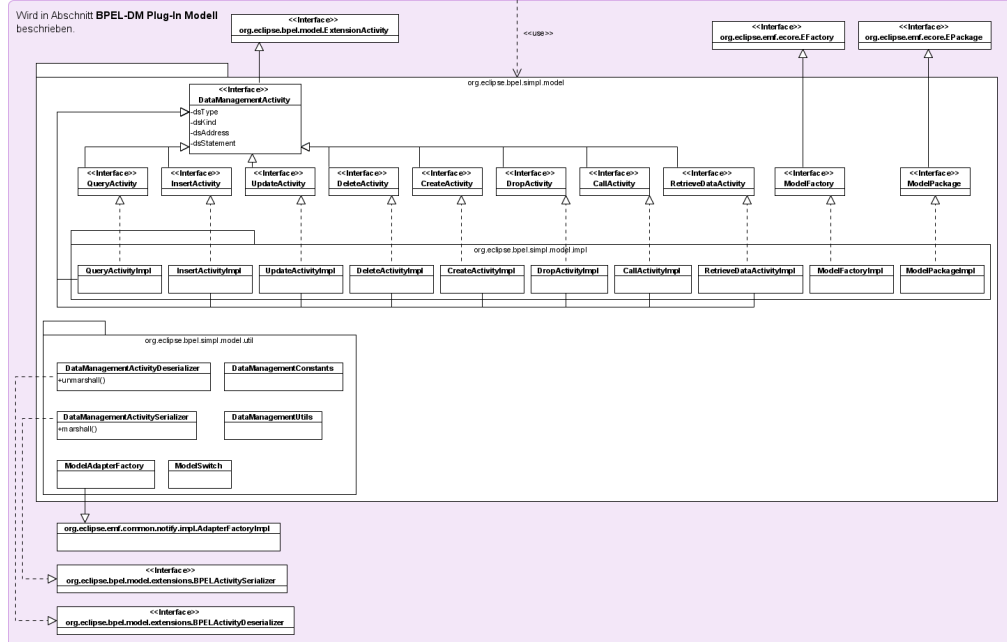 Wird in Abschnitt BPEL-DM Plug-In Modell
beschrieben.
<<Interface>>
org.eclipse.bpel.model.ExtensionActivity
<<use>>
<<Interface>>
org.eclipse.emf.ecore.EFactory
<<Interface>>
org.eclipse.emf.ecore.EPackage
org.eclipse.bpel.simpl.model
<<Interface>>
DataManagementActivity
-dsType
-dsKind
-dsAddress
-dsStatement
<<Interface>>
QueryActivity
<<Interface>>
InsertActivity
<<Interface>>
UpdateActivity
<<Interface>>
DeleteActivity
<<Interface>>
CreateActivity
<<Interface>>
DropActivity
<<Interface>>
CallActivity
<<Interface>>
RetrieveDataActivity
<<Interface>>
ModelFactory
<<Interface>>
ModelPackage
org.eclipse.bpel.simpl.model.impl
QueryActivityImpl
InsertActivityImpl
UpdateActivityImpl
DeleteActivityImpl
CreateActivityImpl
DropActivityImpl
CallActivityImpl
RetrieveDataActivityImpl
ModelFactoryImpl
ModelPackageImpl
org.eclipse.bpel.simpl.model.util
DataManagementActivityDeserializer
+unmarshall()
DataManagementConstants
DataManagementActivitySerializer
+marshall()
DataManagementUtils
ModelAdapterFactory
ModelSwitch
org.eclipse.emf.common.notify.impl.AdapterFactoryImpl
<<Interface>>
org.eclipse.bpel.model.extensions.BPELActivitySerializer
<<Interface>>
org.eclipse.bpel.model.extensions.BPELActivityDeserializer